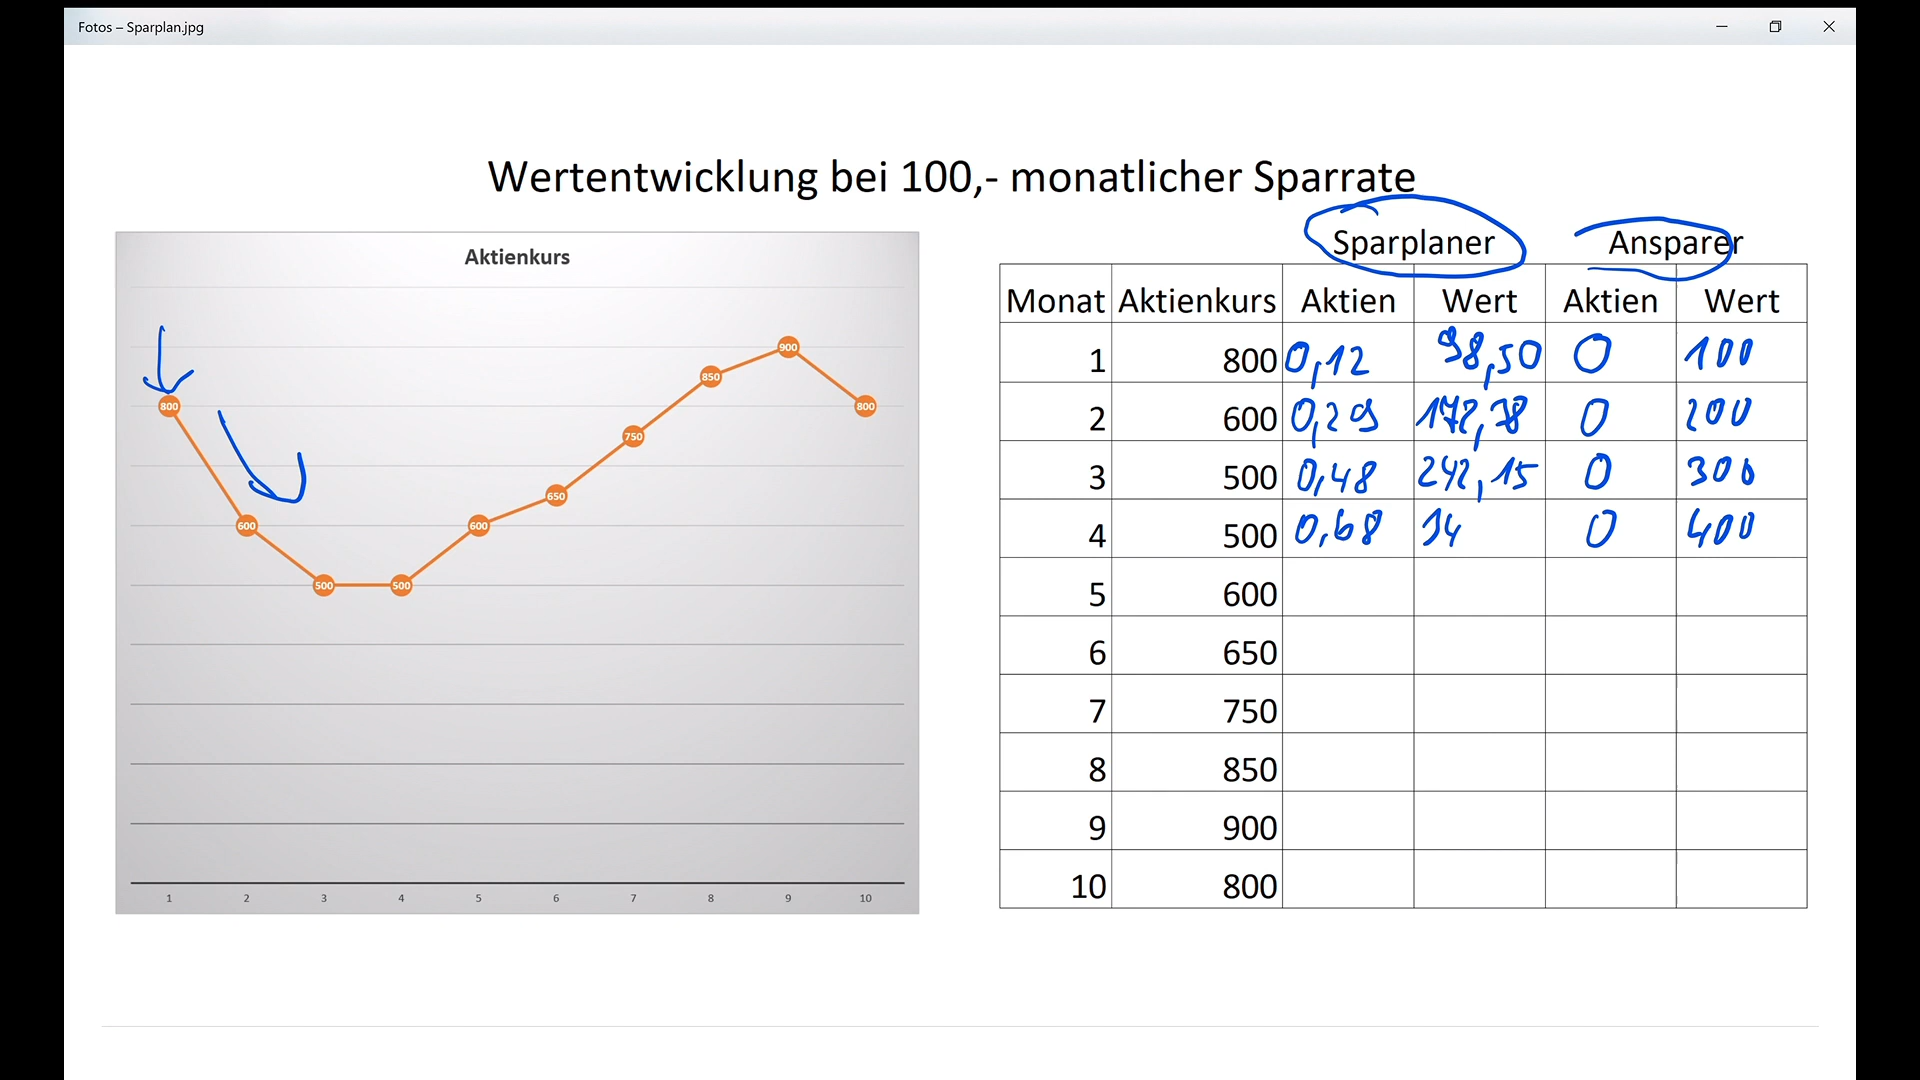 Fotos – Sparplan.jpg
Wertentwicklung bei 100,- monatlicher Sparrate
Aktienkurs
800
600
500
500
600
650
750
850
900
800
1 2 3 4 5 6 7 8 9 10
Sparplaner Ansparer
Monat Aktienkurs Aktien Wert Aktien Wert
1 800 0,12 98,50 0 100
2 600 0,29 172,38 0 200
3 500 0,48 242,15 0 300
4 500 0,68 34 0 400
5 600
6 650
7 750
8 850
9 900
10 800